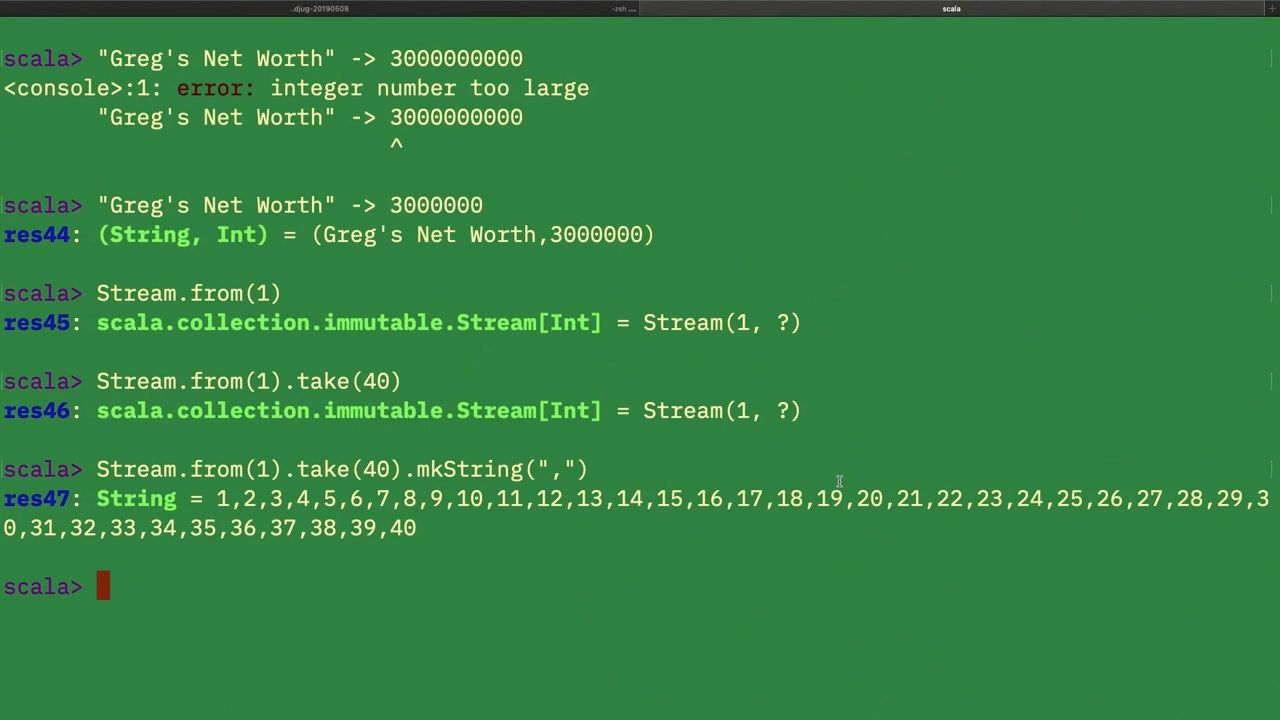 ..djug-20190508
-zsh ...
scala
+
scala> "Greg's Net Worth" -> 3000000000
<console>:1: error: integer number too large
"Greg's Net Worth" -> 3000000000
^
scala> "Greg's Net Worth" -> 3000000
res44: (String, Int) = (Greg's Net Worth,3000000)
scala> Stream.from(1)
res45: scala.collection.immutable.Stream[Int] = Stream(1, ?)
scala> Stream.from(1).take(40)
res46: scala.collection.immutable.Stream[Int] = Stream(1, ?)
scala> Stream.from(1).take(40).mkString(",")
res47: String = 1,2,3,4,5,6,7,8,9,10,11,12,13,14,15,16,17,18,19,20,21,22,23,24,25,26,27,28,29,3
0,31,32,33,34,35,36,37,38,39,40
scala>